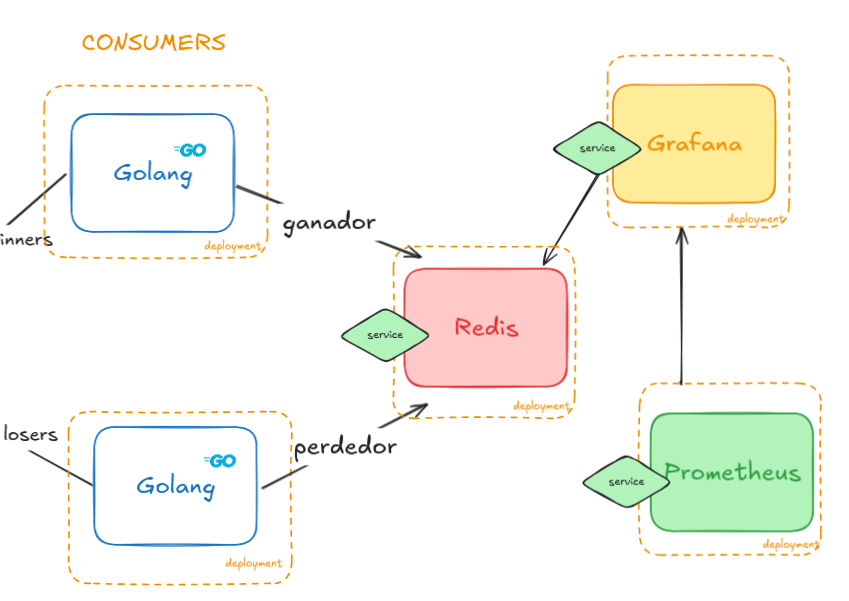 CONSUMERS
GO
Golang
deployment
inners
ganador
service
Grafana
deployment
service
Redis
deployment
losers
GO
Golang
deployment
perdedor
service
Prometheus
deployment